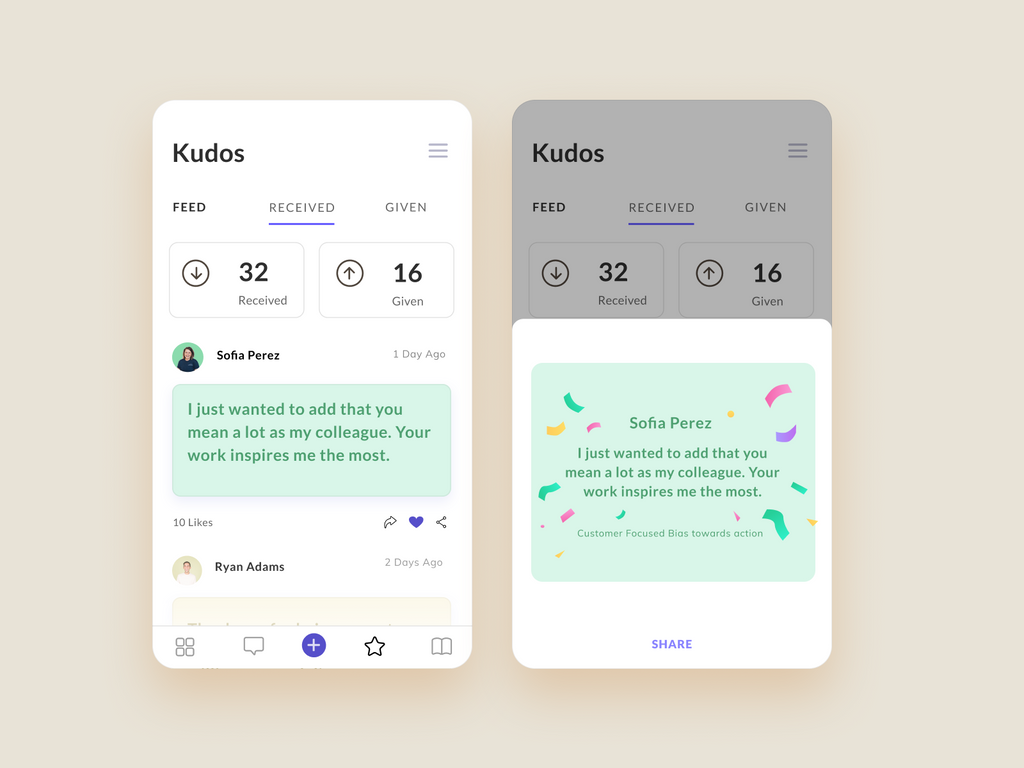 Kudos
FEED RECEIVED GIVEN
32
Received
16
Given
Sofia Perez 1 Day Ago
I just wanted to add that you
mean a lot as my colleague. Your
work inspires me the most.
10 Likes
Ryan Adams 2 Days Ago
Kudos
FEED RECEIVED GIVEN
32
Received
16
Given
Sofia Perez
I just wanted to add that you
mean a lot as my colleague. Your
work inspires me the most.
Customer Focused Bias towards action
SHARE